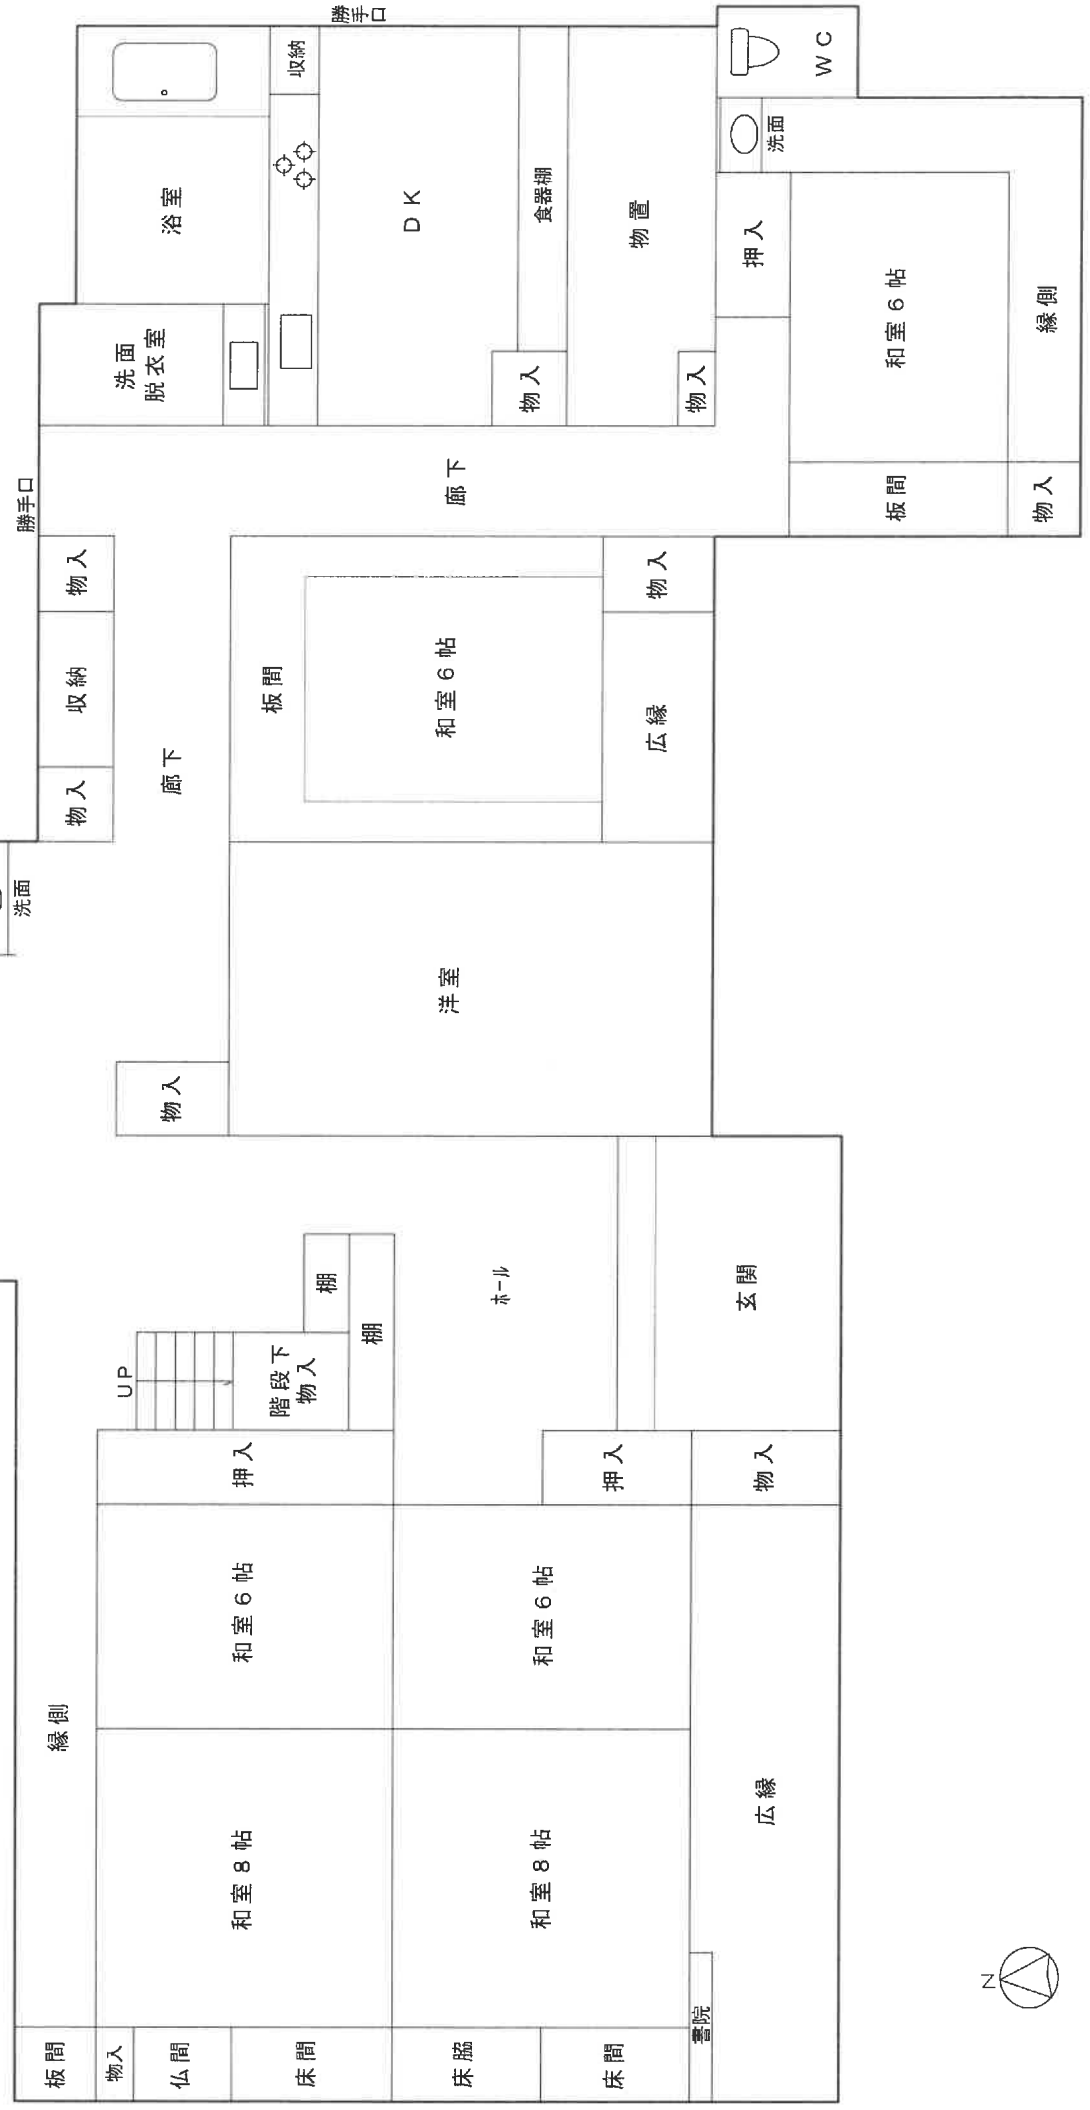 勝手口
収納
WC
洗面
浴室
DK
食器棚
物置
押入
和室6帖
縁側
洗面
脱衣室
物入
物入
勝手口
廊下
板間
物入
物入
収納
物入
廊下
板間
和室6帖
物入
広縁
洗面
洋室
物入
棚
棚
ホール
玄関
UP
階段下
物入
押入
押入
物入
縁側
和室6帖
和室6帖
和室8帖
和室8帖
広縁
板間
物入
仏間
床間
床脇
床間
書院
N